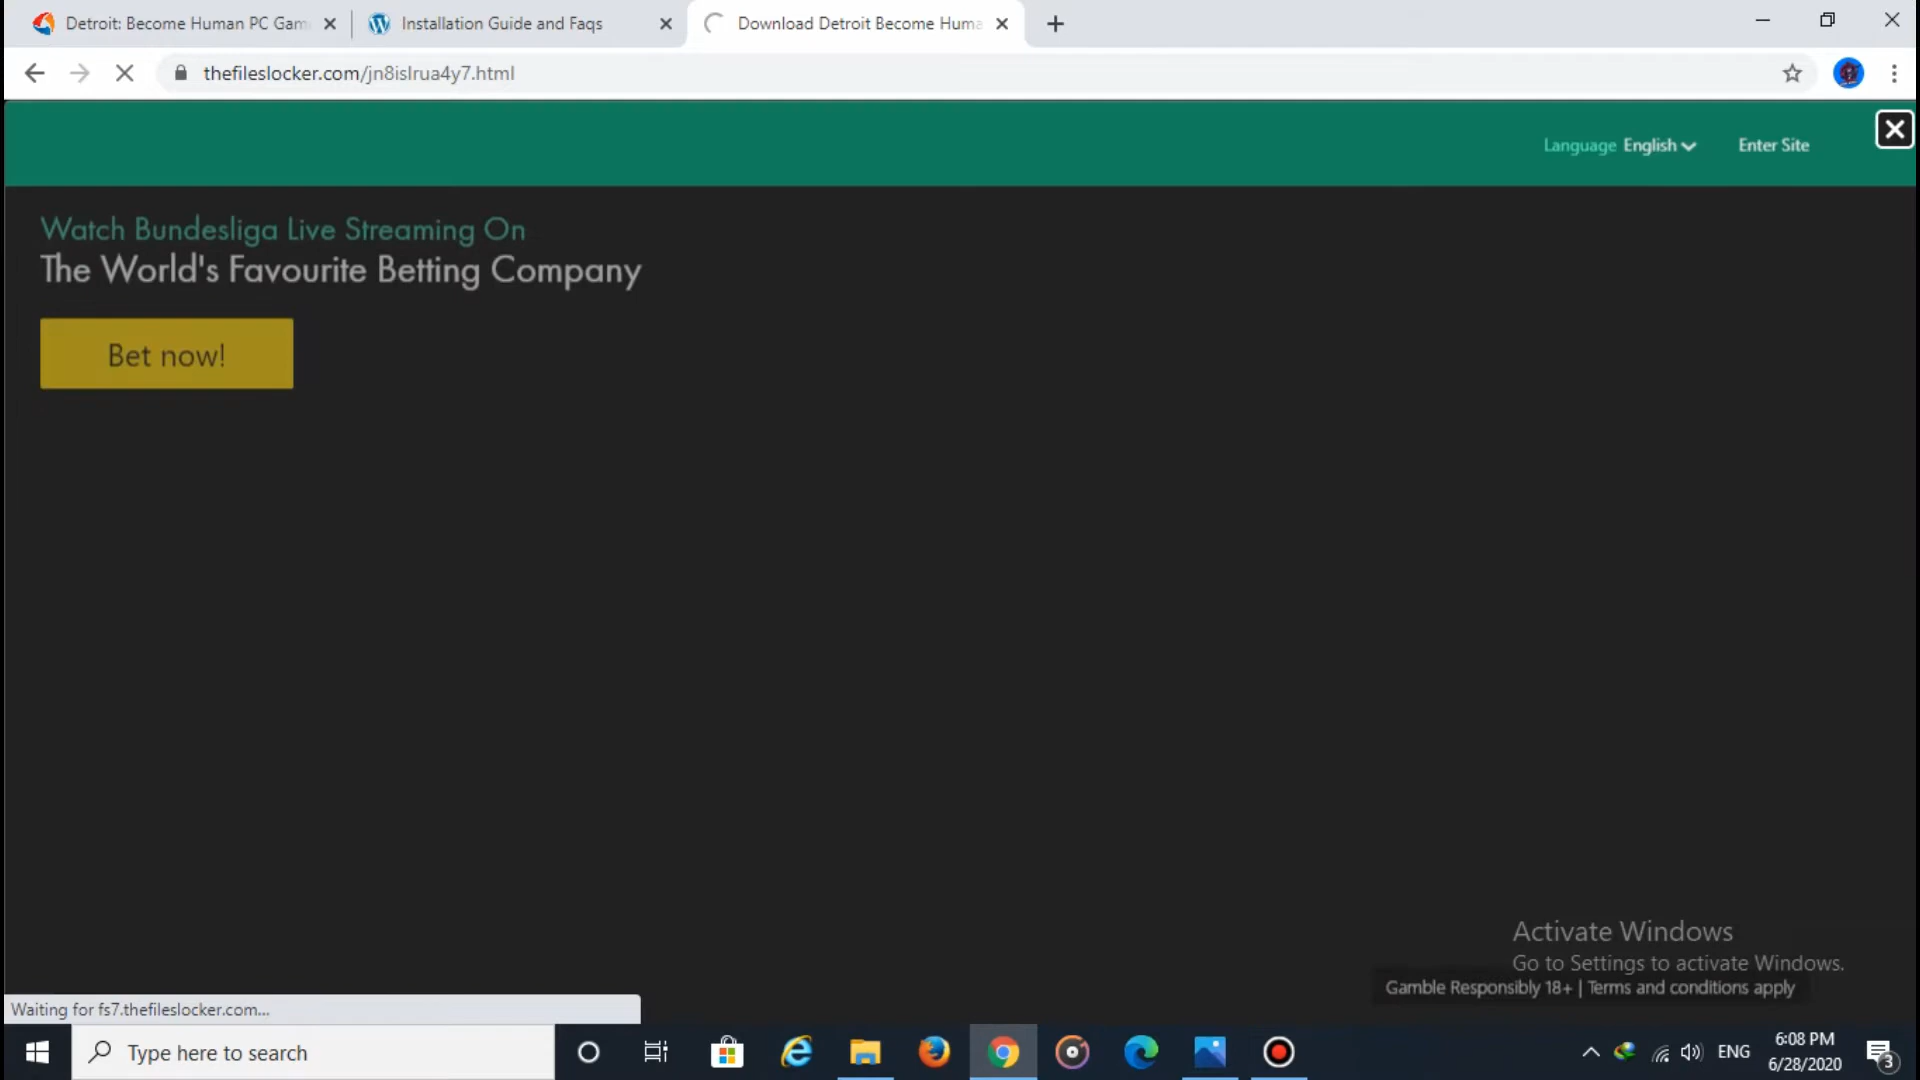 Detroit: Become Human PC Gam
Installation Guide and Faqs
Download Detroit Become Huma
thefileslocker.com/jn8islrua4y7.html
Language English
Enter Site
Watch Bundesliga Live Streaming On
The World's Favourite Betting Company
Bet now!
Activate Windows
Go to Settings to activate Windows.
Gamble Responsibly 18+ | Terms and conditions apply
Waiting for fs7.thefileslocker.com...
Type here to search
ENG
6:08 PM
6/28/2020
3